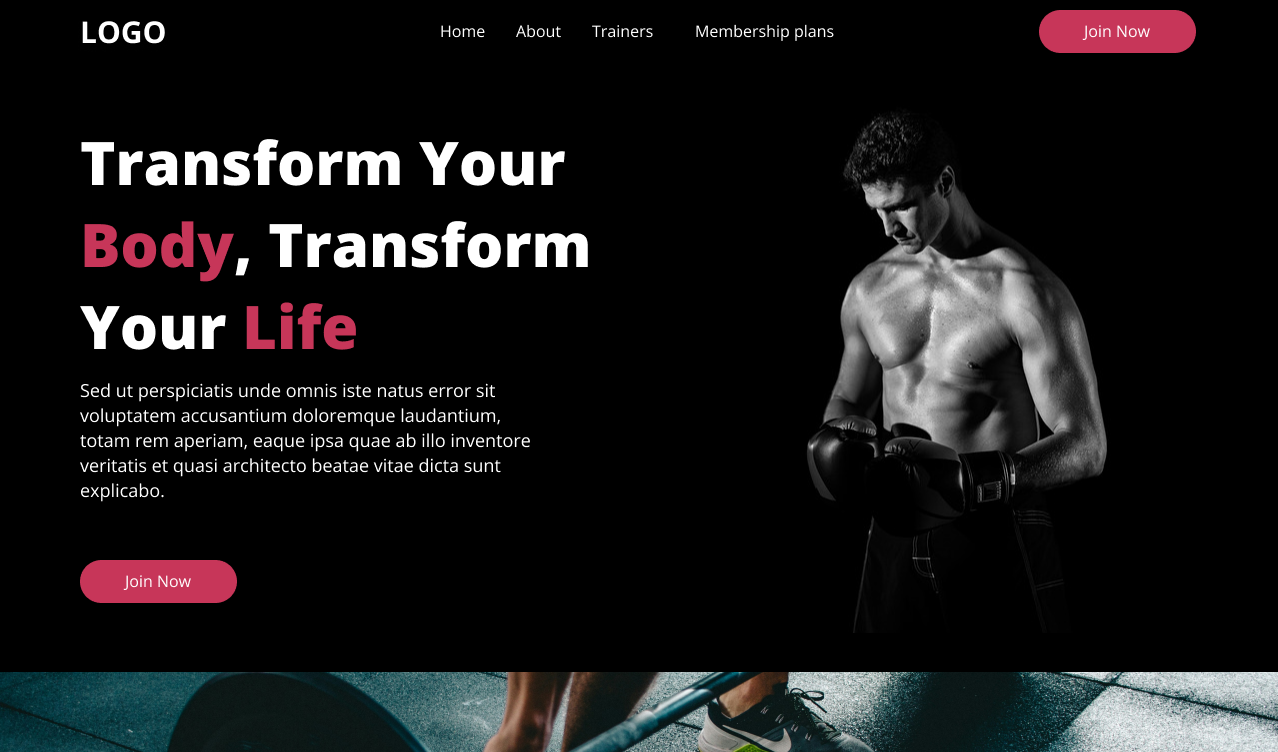 LOGO
Home
About
Trainers
Membership plans
Join Now
Transform Your
Body, Transform
Your Life
Sed ut perspiciatis unde omnis iste natus error sit
voluptatem accusantium doloremque laudantium,
totam rem aperiam, eaque ipsa quae ab illo inventore
veritatis et quasi architecto beatae vitae dicta sunt
explicabo.
Join Now